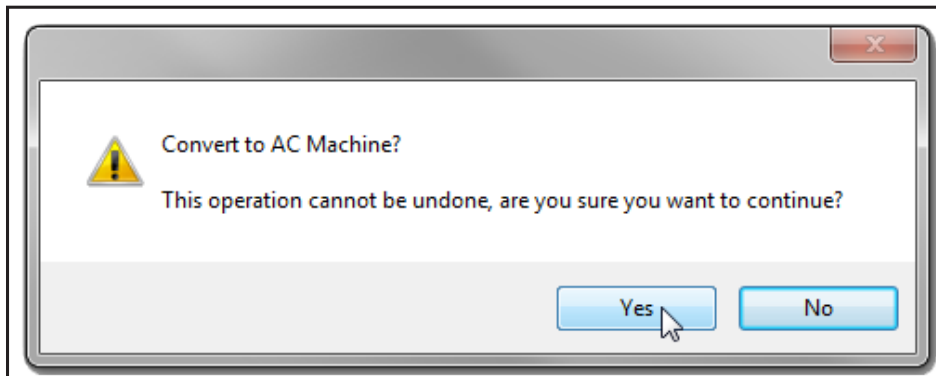 Convert to AC Machine?
This operation cannot be undone, are you sure you want to continue?
Yes
No